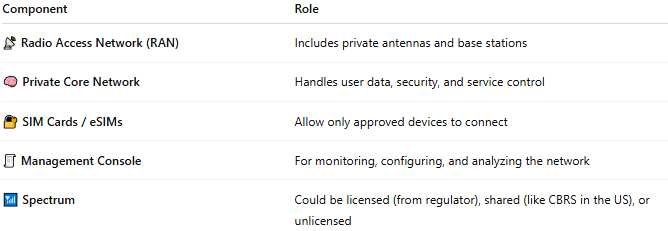 Component Role
Radio Access Network (RAN) Includes private antennas and base stations
Private Core Network Handles user data, security, and service control
SIM Cards / eSIMs Allow only approved devices to connect
Management Console For monitoring, configuring, and analyzing the network
Spectrum Could be licensed (from regulator), shared (like CBRS in the US), or
unlicensed